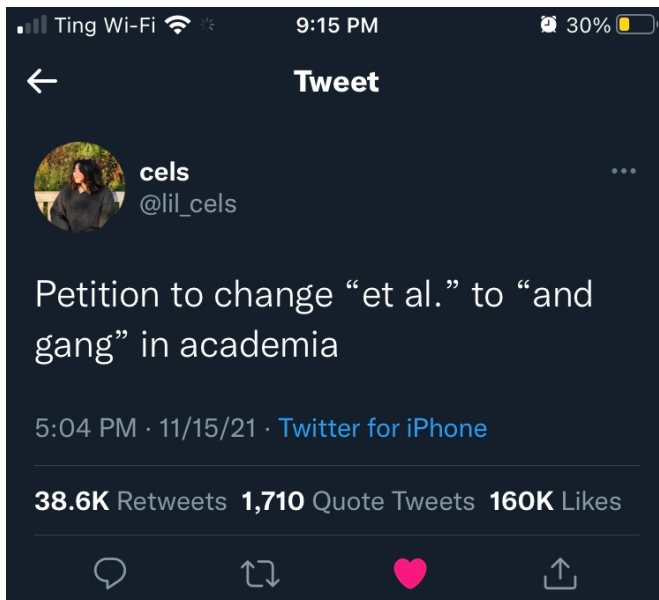 Ting Wi-Fi 9:15 PM 30%
Tweet
cels
@lil_cels
Petition to change “et al.” to “and
gang” in academia
5:04 PM · 11/15/21 · Twitter for iPhone
38.6K Retweets 1,710 Quote Tweets 160K Likes